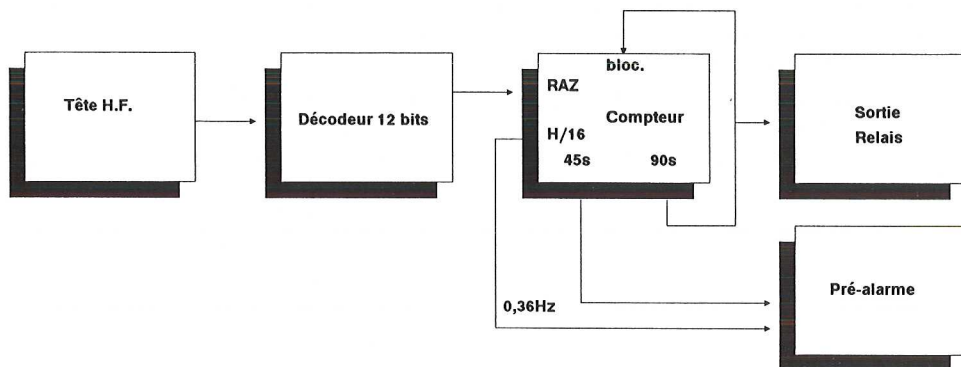 Tête H.F.
Décodeur 12 bits
bloc.
RAZ
Compteur
H/16
45s 90s
Sortie
Relais
Pré-alarme
0,36Hz